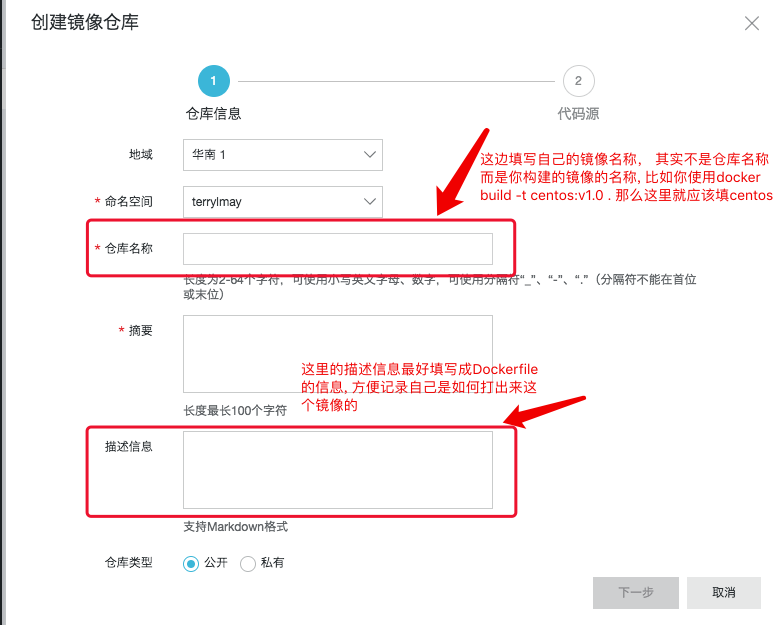 创建镜像仓库
1
2
仓库信息
代码源
地域
华南 1
这边填写自己的镜像名称， 其实不是仓库名称
而是你构建的镜像的名称, 比如你使用docker
build -t centos:v1.0 . 那么这里就应该填centos
* 命名空间
terrylmay
* 仓库名称
长度为2-64个字符，可使用小写英文字母、数字，可使用分隔符“_”、“-”、“.”（分隔符不能在首位
或末位）
* 摘要
这里的描述信息最好填写成Dockerfile
的信息, 方便记录自己是如何打出来这
个镜像的
长度最长100个字符
描述信息
支持Markdown格式
仓库类型
公开
私有
下一步
取消